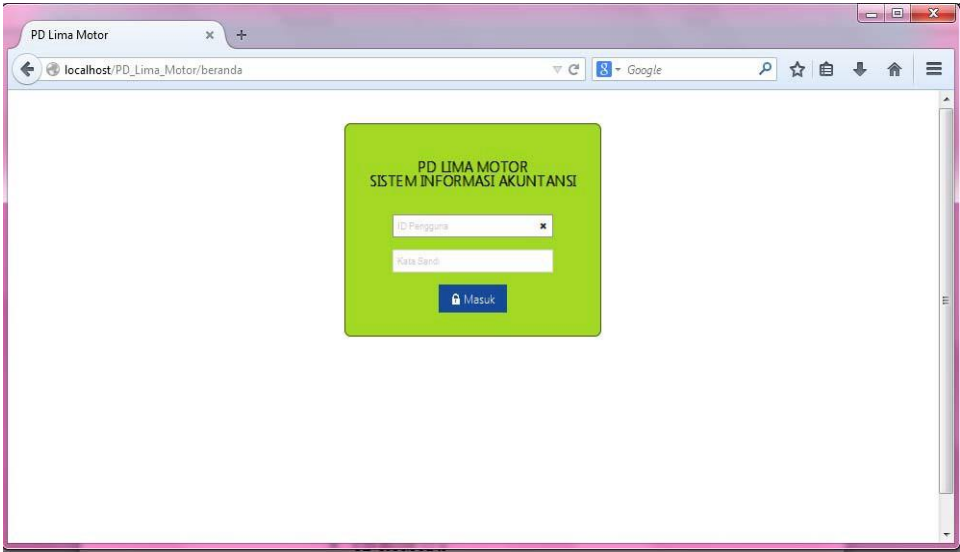 PD Lima Motor
localhost/PD_Lima_Motor/beranda
Google
PD LIMA MOTOR
SISTEM INFORMASI AKUNTANSI
ID Pengguna
Kata Sandi
Masuk